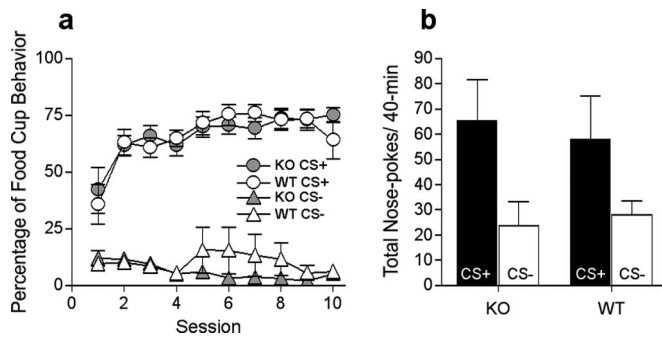 a
Percentage of Food Cup Behavior
100
75
50
25
0
KO CS+
WT CS+
KO CS-
WT CS-
0 2 4 6 8 10
Session
b
Total Nose-pokes/ 40-min
90
80
70
60
50
40
30
20
10
0
CS+ CS- CS+ CS-
KO WT